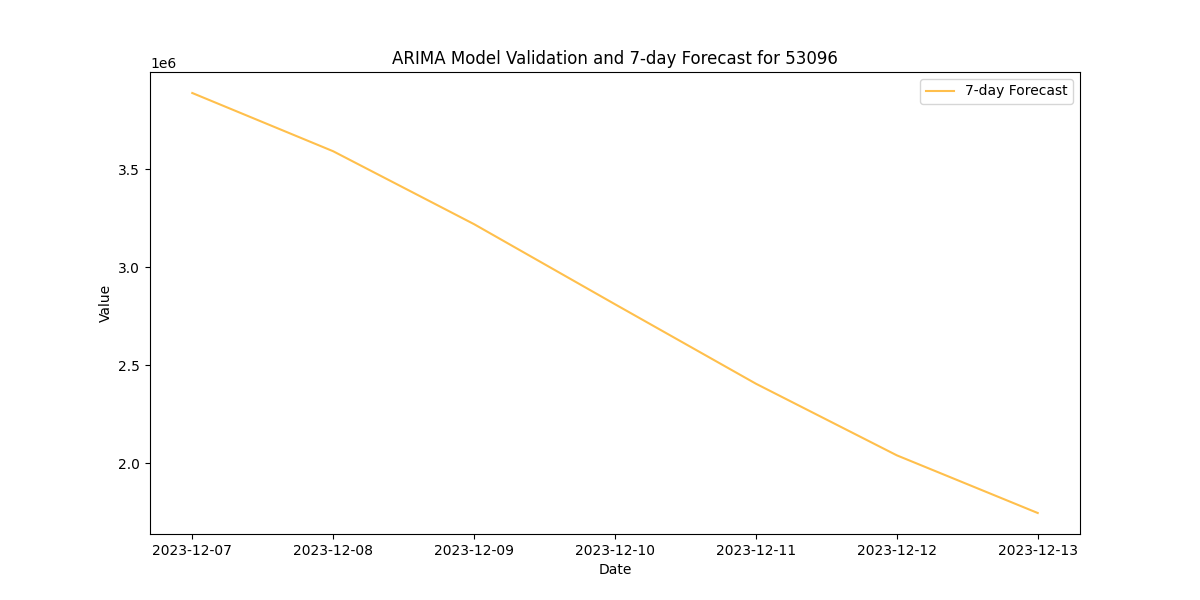 ARIMA Model Validation and 7-day Forecast for 53096
1e6
7-day Forecast
3.5
3.0
2.5
2.0
Value
2023-12-07 2023-12-08 2023-12-09 2023-12-10 2023-12-11 2023-12-12 2023-12-13
Date